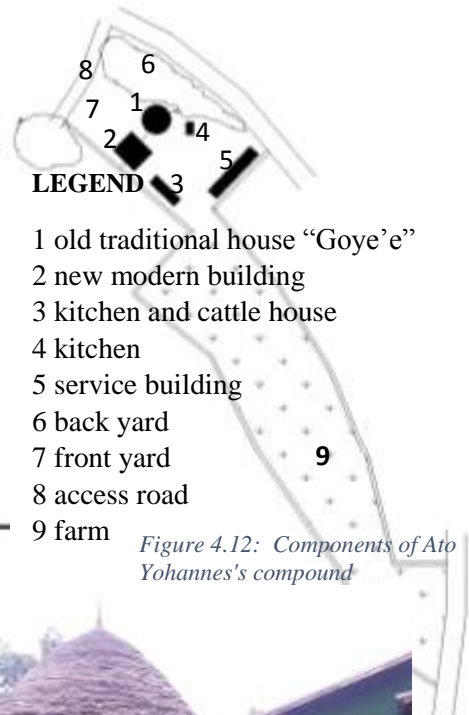 8
6
7
1
4
2
5
LEGEND 3
1 old traditional house “Goye’e”
2 new modern building
3 kitchen and cattle house
4 kitchen
5 service building
6 back yard
7 front yard
8 access road
9 farm
9
Figure 4.12: Components of Ato
Yohannes's compound